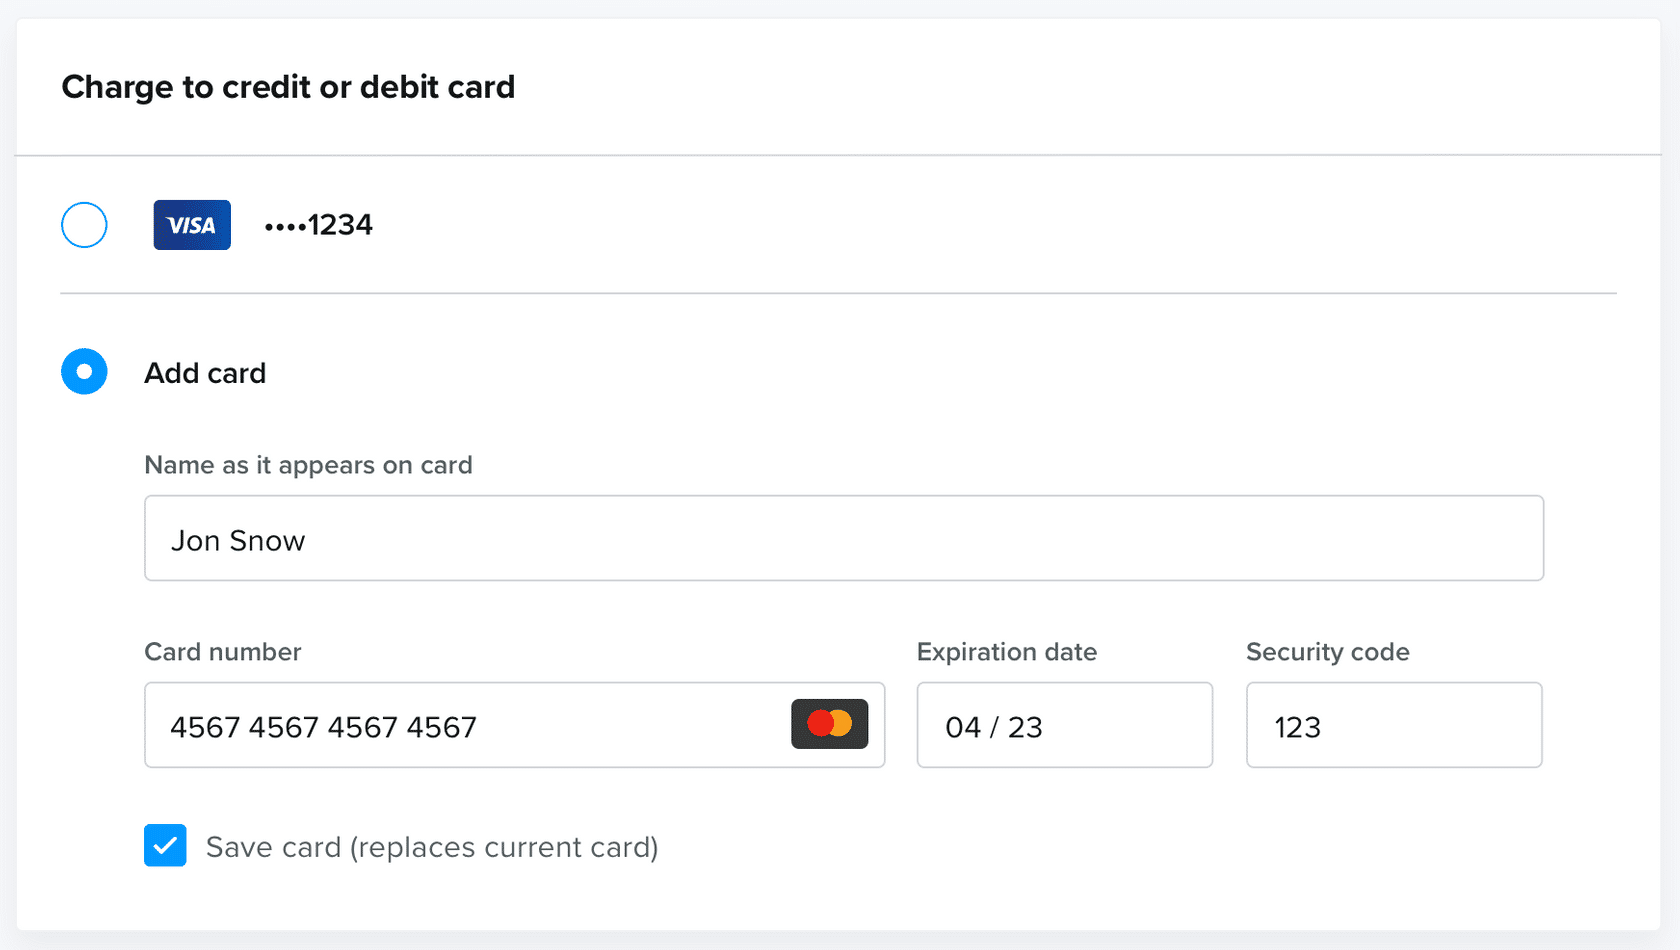 Charge to credit or debit card
VISA ••••1234
Add card
Name as it appears on card
Jon Snow
Card number Expiration date Security code
4567 4567 4567 4567 04 / 23 123
Save card (replaces current card)